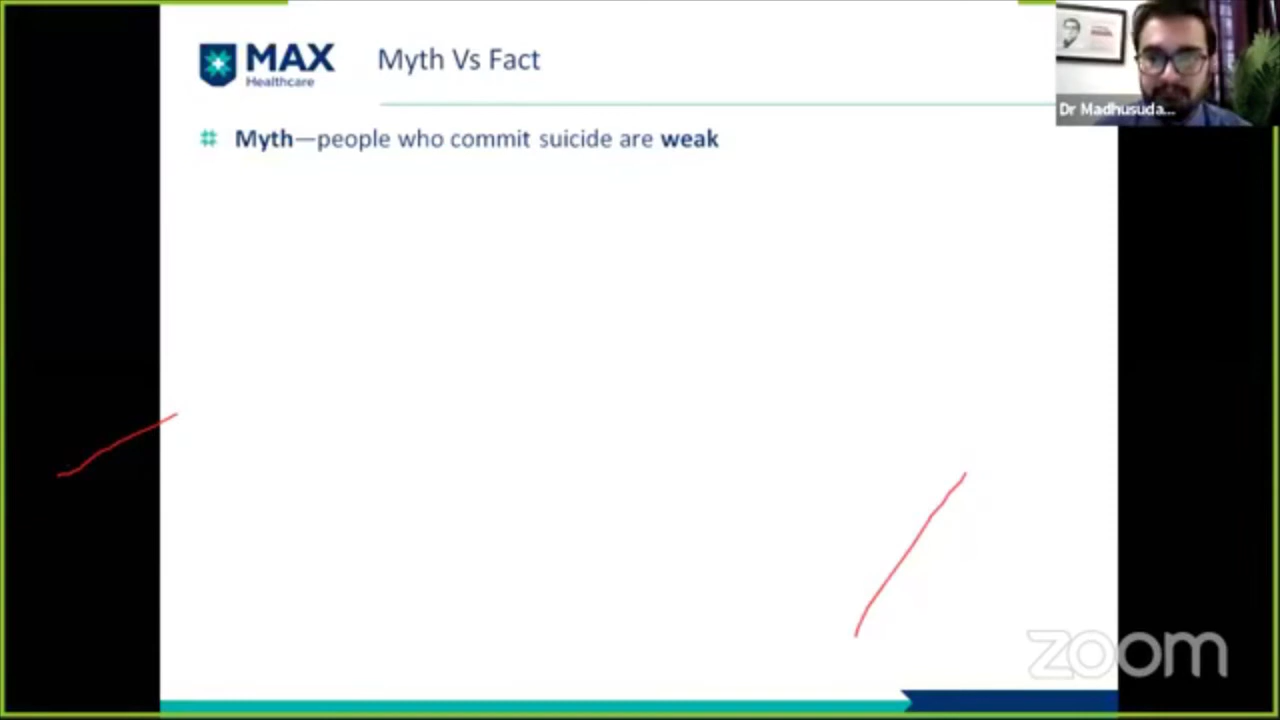 MAX
Healthcare
Myth Vs Fact
# Myth—people who commit suicide are weak
Dr Madhusuda...
zoom